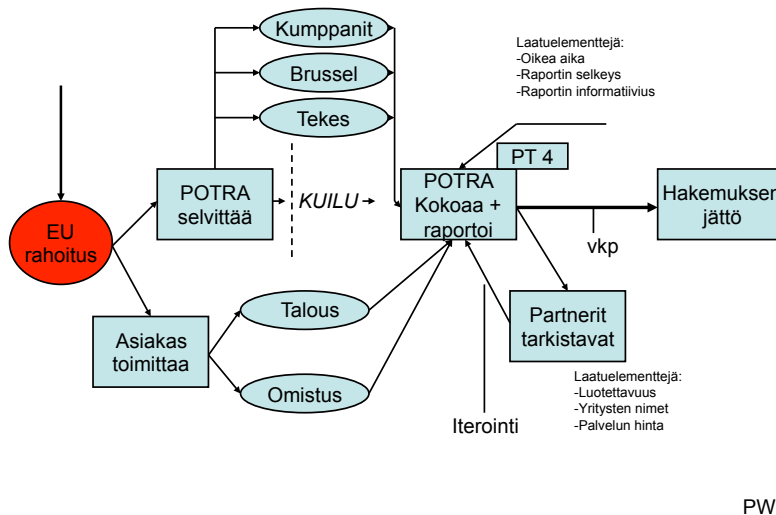 Kumppanit
Brussel
Tekes
Laatuelementtejä:
-Oikea aika
-Raportin selkeys
-Raportin informatiivius
PT 4
POTRA
selvittää
KUILU
POTRA
Kokoaa +
raportoi
Hakemuksen
jättö
EU
rahoitus
vkp
Talous
Asiakas
toimittaa
Partnerit
tarkistavat
Omistus
Iterointi
Laatuelementtejä:
-Luotettavuus
-Yritysten nimet
-Palvelun hinta
PW